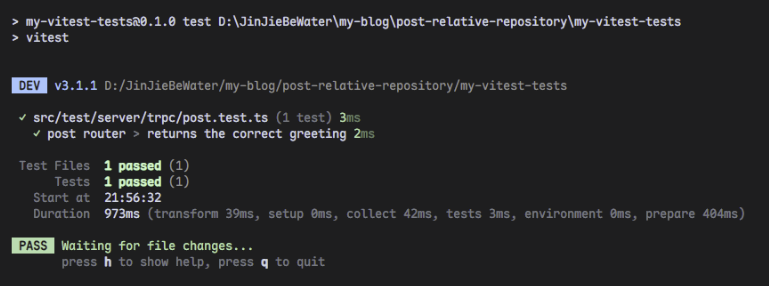 > my-vitest-tests@0.1.0 test D:\JinJieBeWater\my-blog\post-relative-repository\my-vitest-tests
> vitest
DEV v3.1.1 D:/JinJieBeWater/my-blog/post-relative-repository/my-vitest-tests
✓ src/test/server/trpc/post.test.ts (1 test) 3ms
✓ post router > returns the correct greeting 2ms
Test Files 1 passed (1)
Tests 1 passed (1)
Start at 21:56:32
Duration 973ms (transform 39ms, setup 0ms, collect 42ms, tests 3ms, environment 0ms, prepare 404ms)
PASS Waiting for file changes...
press h to show help, press q to quit